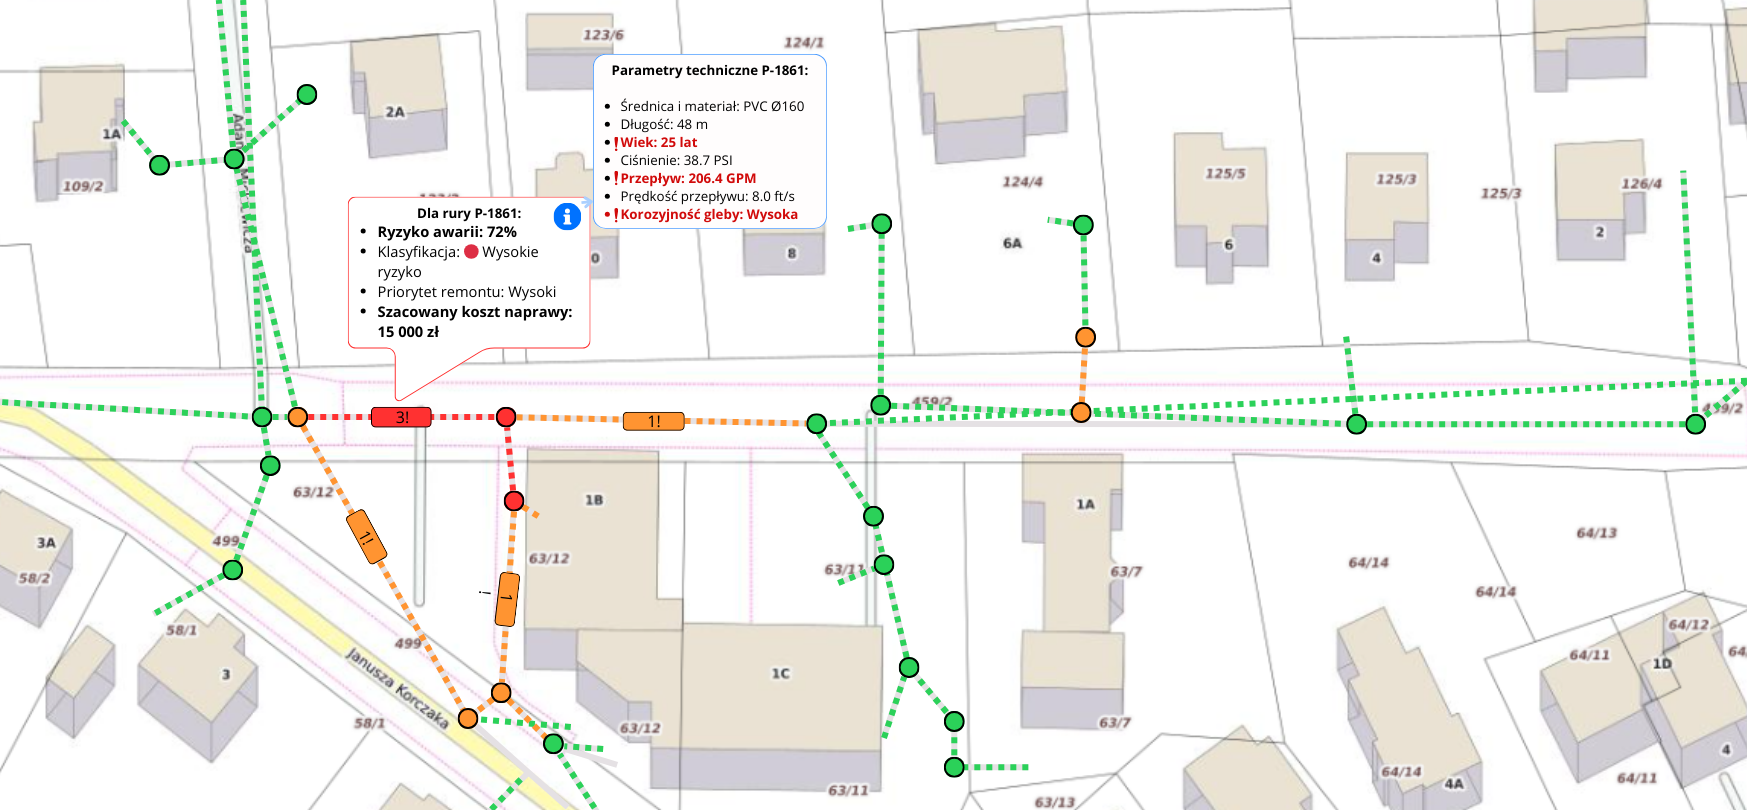 123/6
124/1
Parametry techniczne P-1861:
Średnica i materiał: PVC Ø160
Długość: 48 m
❗Wiek: 25 lat
Ciśnienie: 38.7 PSI
❗Przepływ: 206.4 GPM
Prędkość przepływu: 8.0 ft/s
❗Korozyjność gleby: Wysoka
2A
1A
109/2
Dla rury P-1861:
Ryzyko awarii: 72%
Klasyfikacja: 🔴 Wysokie
ryzyko
Priorytet remontu: Wysoki
Szacowany koszt naprawy:
15 000 zł
124/4
125/5
125/3
125/3
126/4
8
6A
6
4
2
459/2
3!
1!
63/12
1B
1A
499
3A
58/2
1!
63/12
63/11
63/7
64/14
64/13
64/14
1!
58/1
499
3
Janusza Korczaka
1C
64/12
64/11
1D
58/1
63/12
63/7
64/14
4A
64/11
4
63/11
63/13